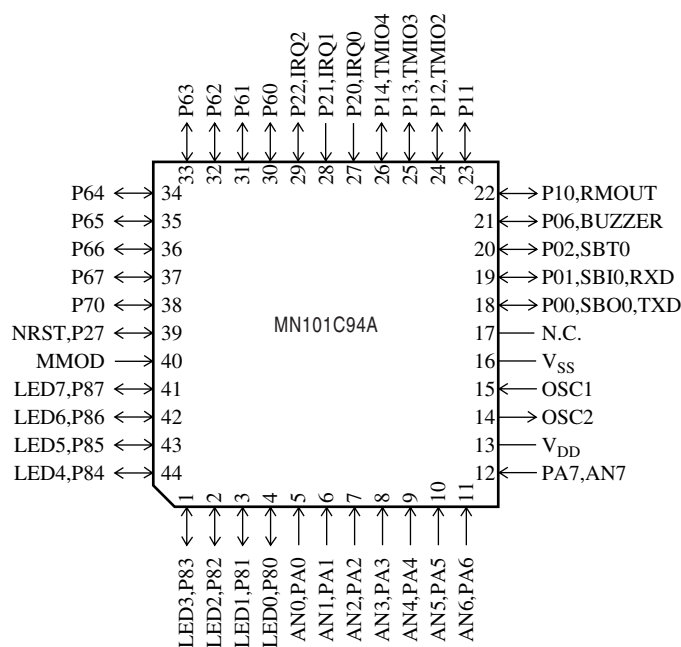 P63
P62
P61
P60
P22,IRQ2
P21,IRQ1
P20,IRQ0
P14,TMIO4
P13,TMIO3
P12,TMIO2
P11
33
32
31
30
29
28
27
26
25
24
23
P64 34
P65 35
P66 36
P67 37
P70 38
NRST,P27 39
MMOD 40
LED7,P87 41
LED6,P86 42
LED5,P85 43
LED4,P84 44
MN101C94A
22 P10,RMOUT
21 P06,BUZZER
20 P02,SBT0
19 P01,SBI0,RXD
18 P00,SBO0,TXD
17 N.C.
16 VSS
15 OSC1
14 OSC2
13 VDD
12 PA7,AN7
1
2
3
4
5
6
7
8
9
10
11
LED3,P83
LED2,P82
LED1,P81
LED0,P80
AN0,PA0
AN1,PA1
AN2,PA2
AN3,PA3
AN4,PA4
AN5,PA5
AN6,PA6